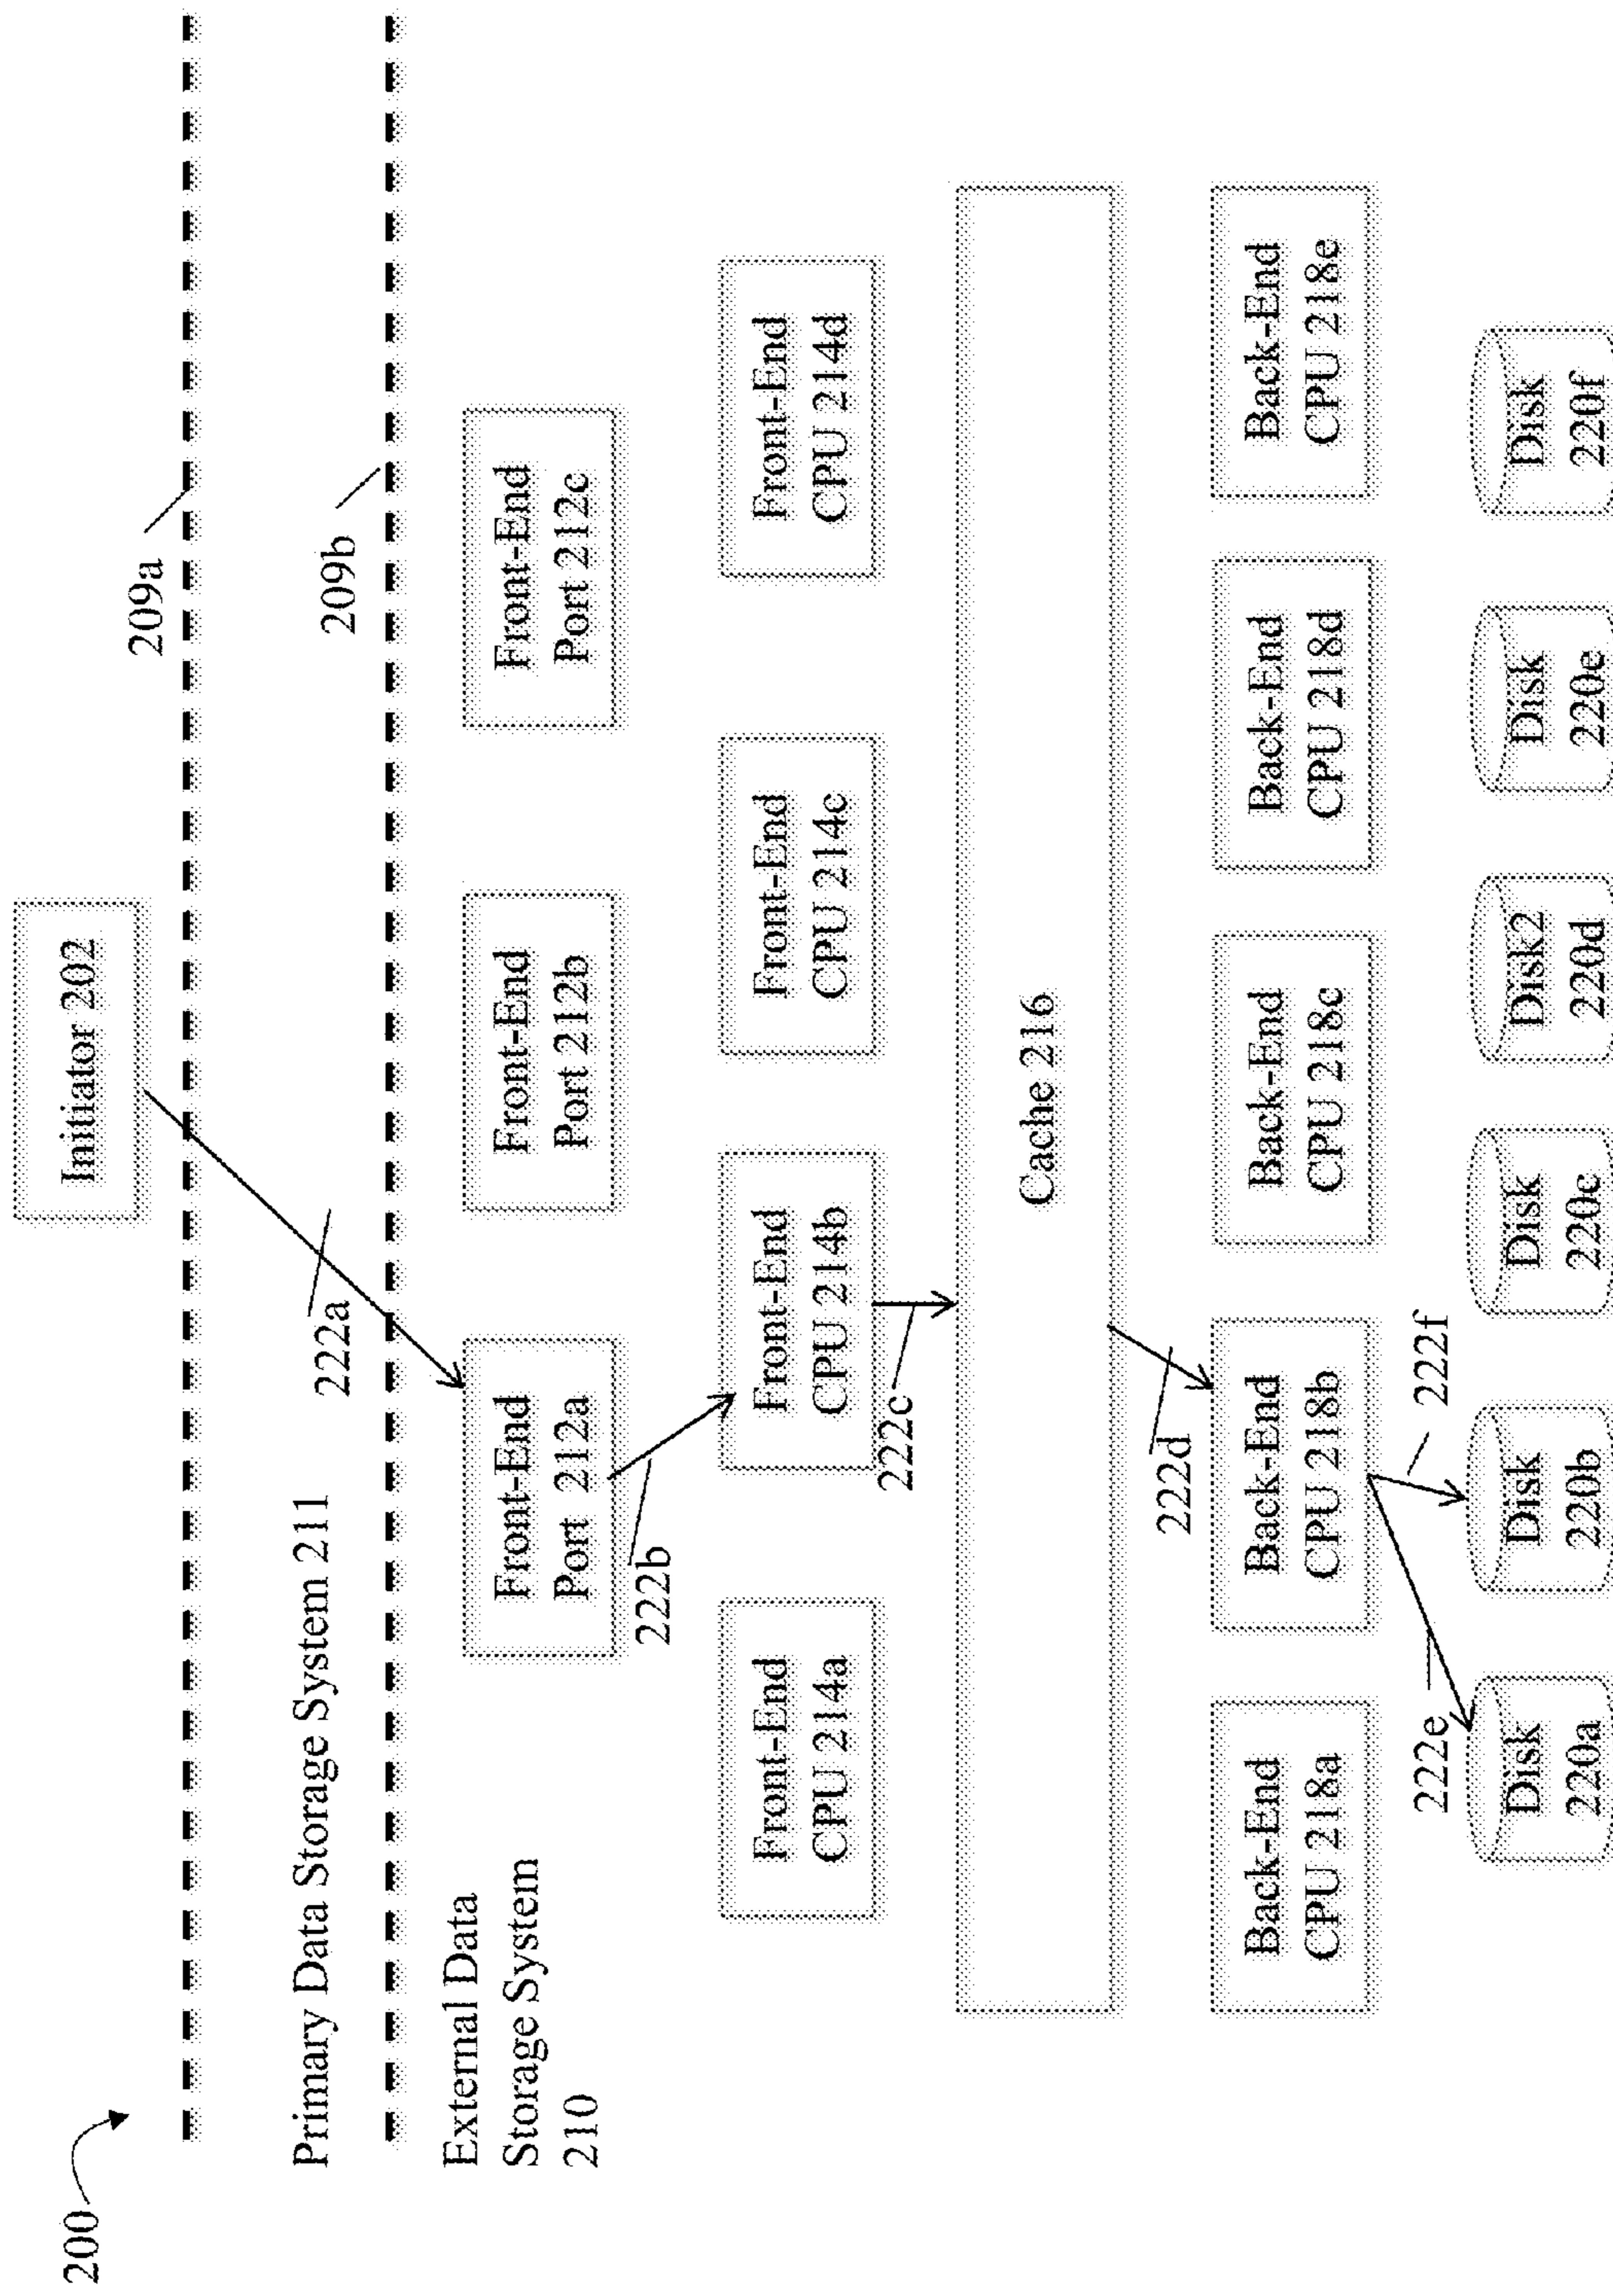 200
Initiator 202
209a
Primary Data Storage System 211
222a
209b
External Data
Storage System
210
Front-End
Port 212a
Front-End
Port 212b
Front-End
Port 212c
222b
Front-End
CPU 214a
Front-End
CPU 214b
Front-End
CPU 214c
Front-End
CPU 214d
222c
Cache 216
222d
Back-End
CPU 218a
Back-End
CPU 218b
Back-End
CPU 218c
Back-End
CPU 218d
Back-End
CPU 218e
222e
222f
Disk
220a
Disk
220b
Disk
220c
Disk2
220d
Disk
220e
Disk
220f